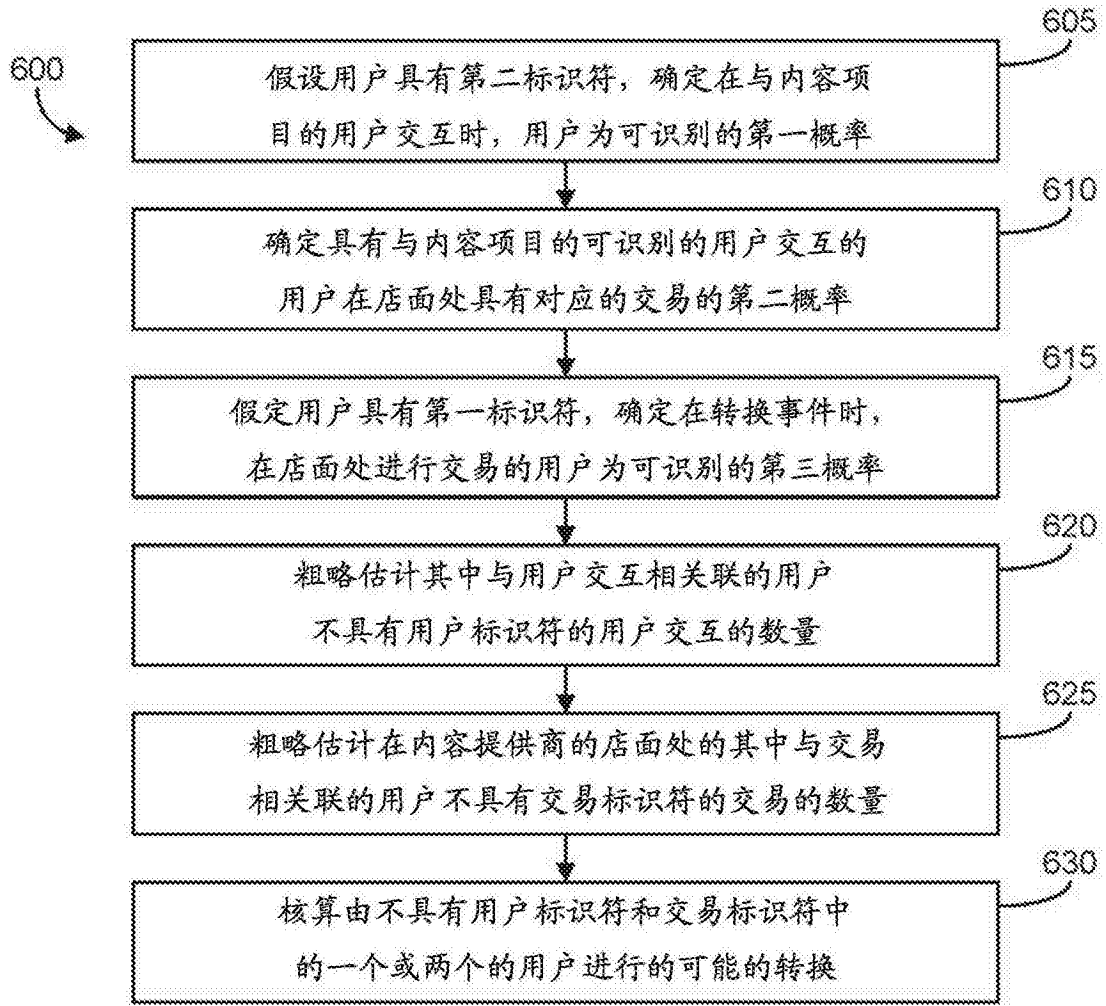 600
605
假设用户具有第二标识符，确定在与内容项
目的用户交互时，用户为可识别的第一概率
610
确定具有与内容项目的可识别的用户交互的
用户在店面处具有对应的交易的第二概率
615
假定用户具有第一标识符，确定在转换事件时，
在店面处进行交易的用户为可识别的第三概率
620
粗略估计其中与用户交互相关联的用户
不具有用户标识符的用户交互的数量
625
粗略估计在内容提供商的店面处的其中与交易
相关联的用户不具有交易标识符的交易的数量
630
核算由不具有用户标识符和交易标识符中
的一个或两个的用户进行的可能的转换